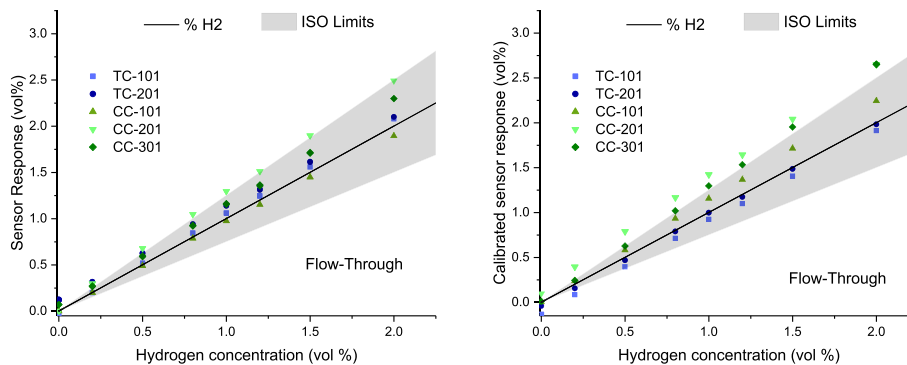 % H2
ISO Limits
3.0
2.5
2.0
1.5
1.0
0.5
0.0
Sensor Response (vol%)
TC-101
TC-201
CC-101
CC-201
CC-301
Flow-Through
0.0 0.5 1.0 1.5 2.0
Hydrogen concentration (vol %)
% H2
ISO Limits
3.0
2.5
2.0
1.5
1.0
0.5
0.0
Calibrated sensor response (vol%)
TC-101
TC-201
CC-101
CC-201
CC-301
Flow-Through
0.0 0.5 1.0 1.5 2.0
Hydrogen concentration (vol %)